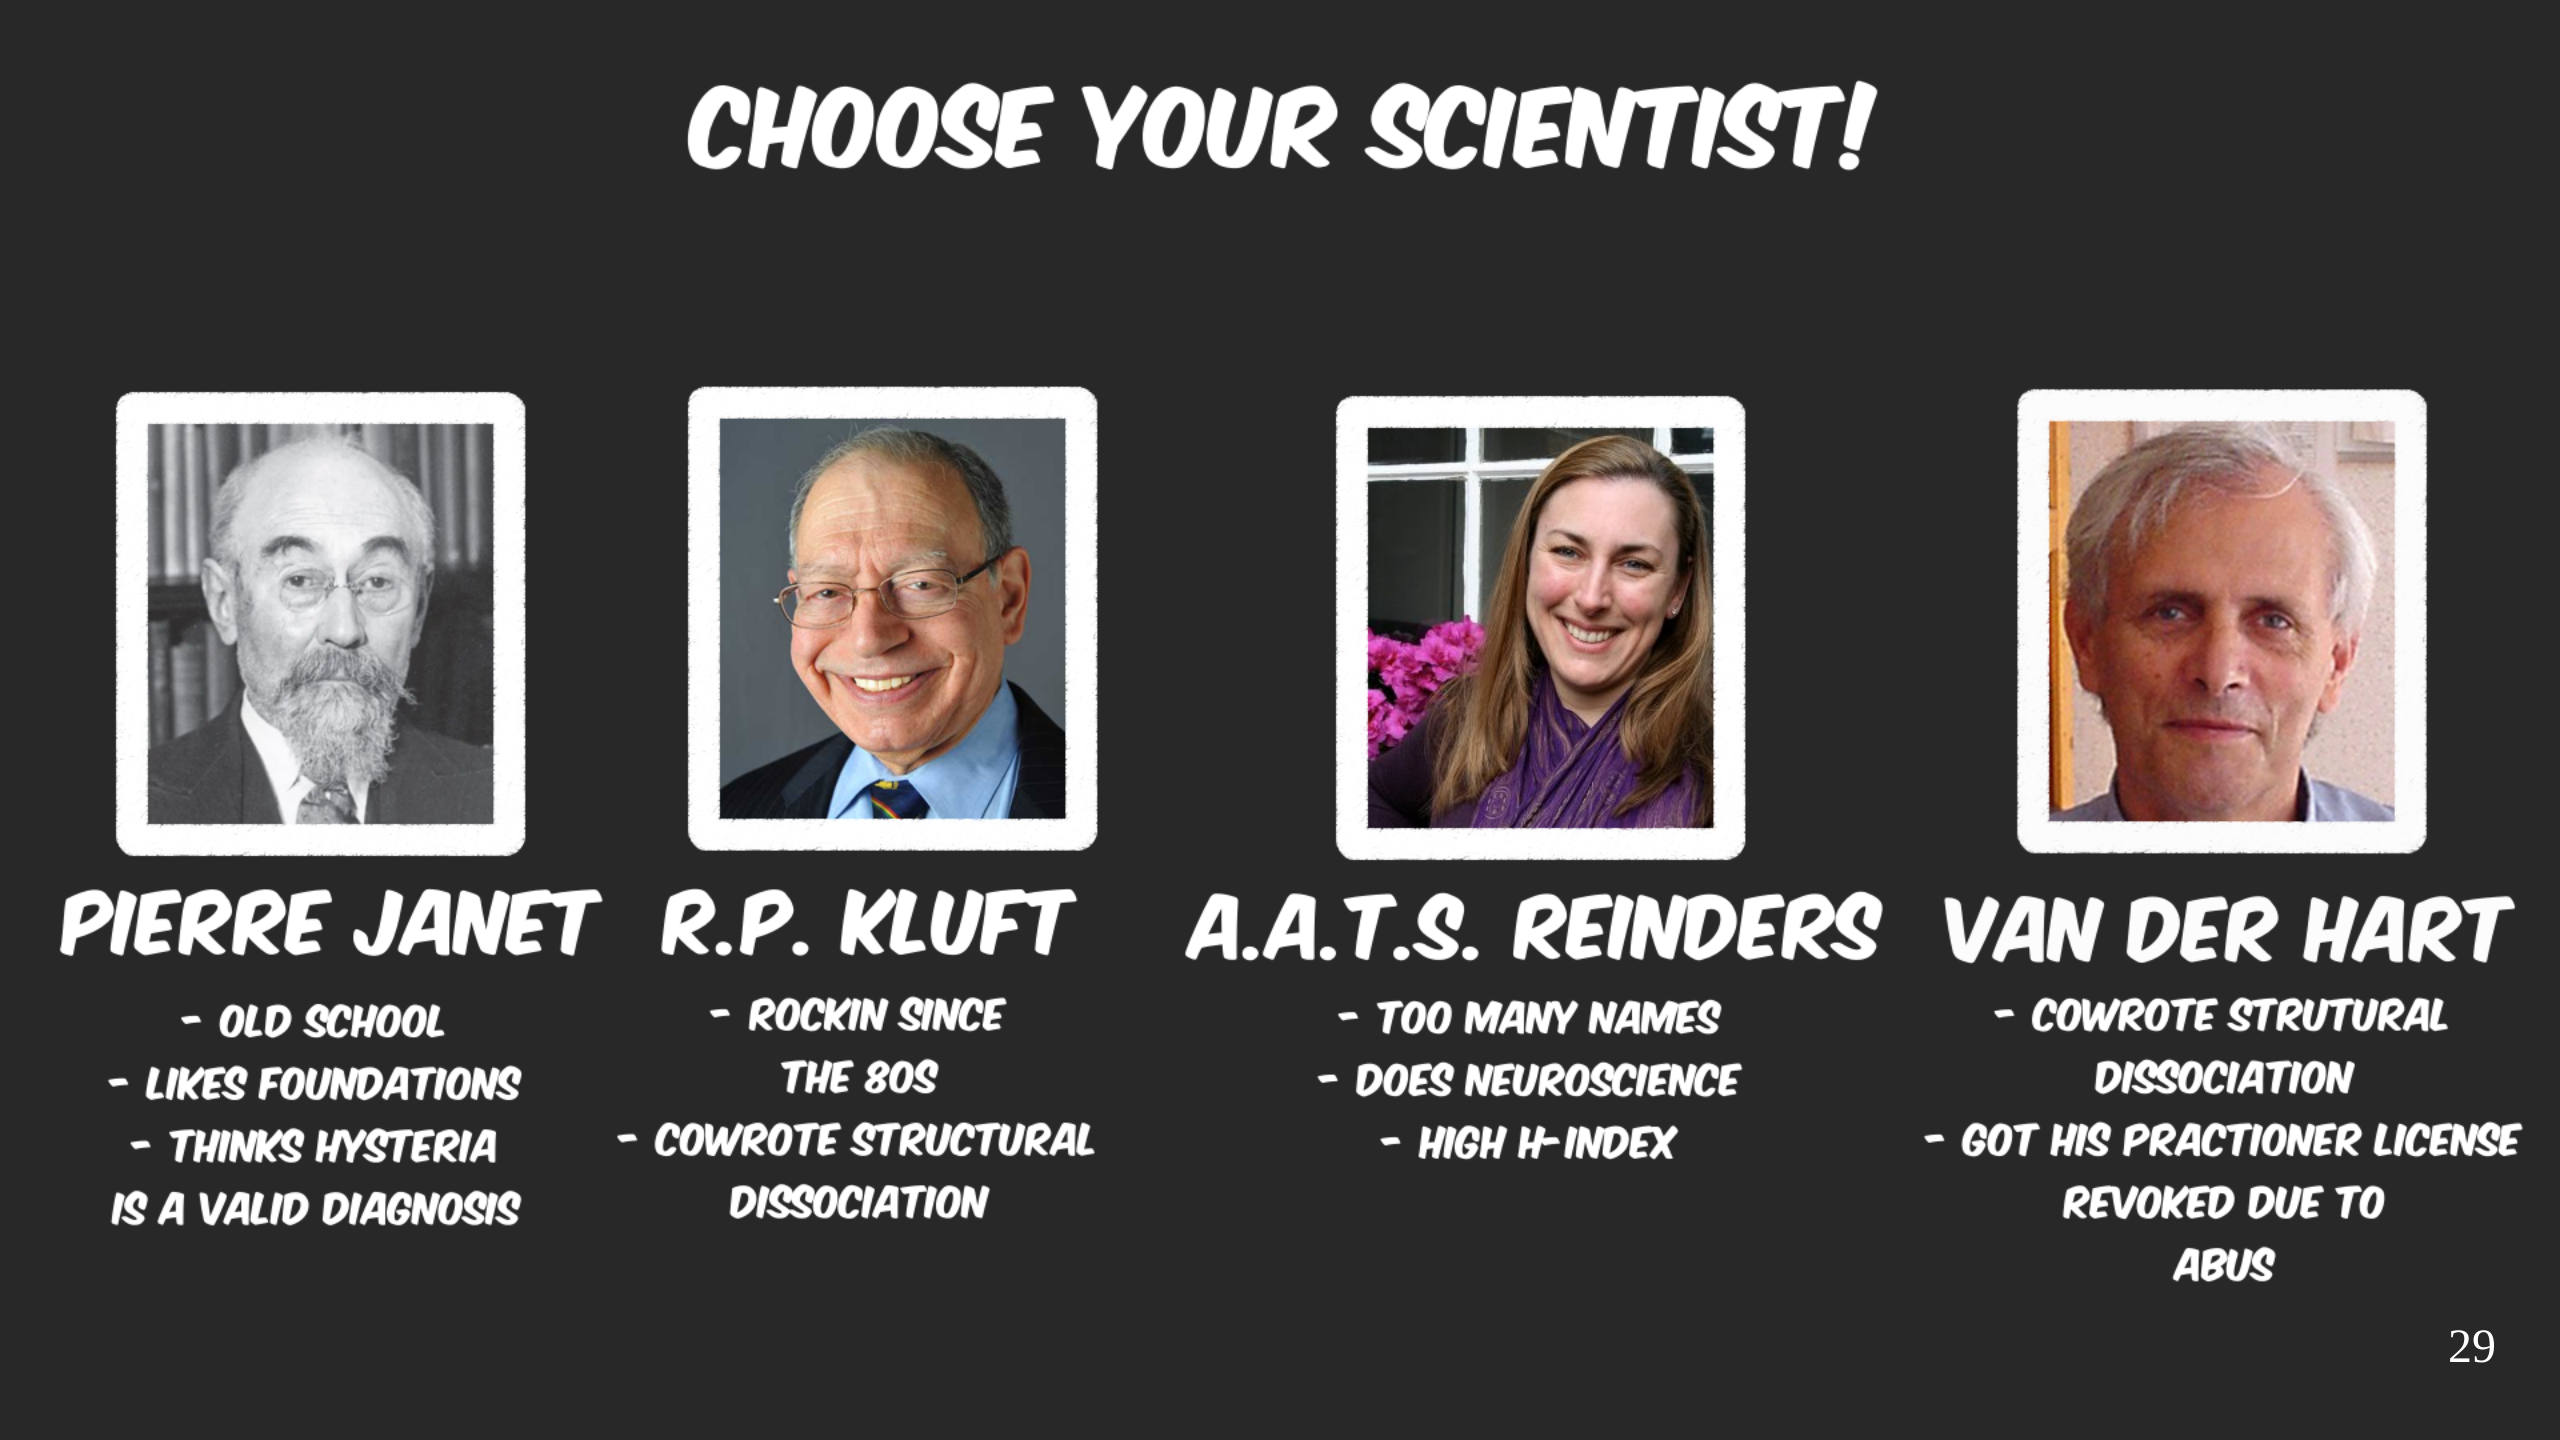 CHOOSE YOUR SCIENTIST!
PIERRE JANET
- OLD SCHOOL
- LIKES FOUNDATIONS
- THINKS HYSTERIA
IS A VALID DIAGNOSIS
R.P. KLUFT
- ROCKIN SINCE
THE 80S
- COWROTE STRUCTURAL
DISSOCIATION
A.A.T.S. REINDERS
- TOO MANY NAMES
- DOES NEUROSCIENCE
- HIGH H-INDEX
VAN DER HART
- COWROTE STRUTURAL
DISSOCIATION
- GOT HIS PRACTIONER LICENSE
REVOKED DUE TO
ABUS
29